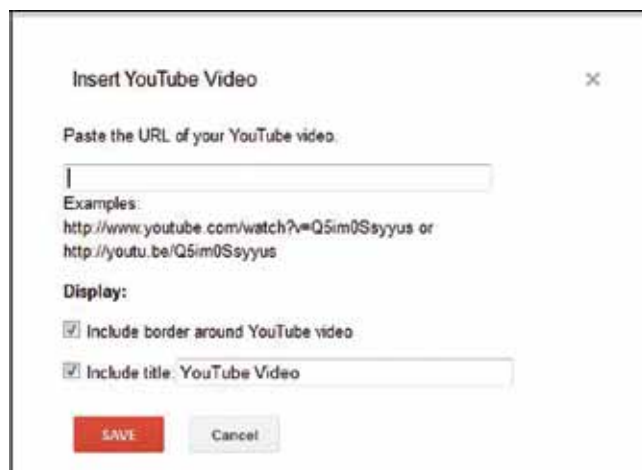 Insert YouTube Video
Paste the URL of your YouTube video.
Examples:
http://www.youtube.com/watch?v=Q5im0Ssyyus or
http://youtu.be/Q5im0Ssyyus
Display:
Include border around YouTube video
Include title: YouTube Video
SAVE Cancel